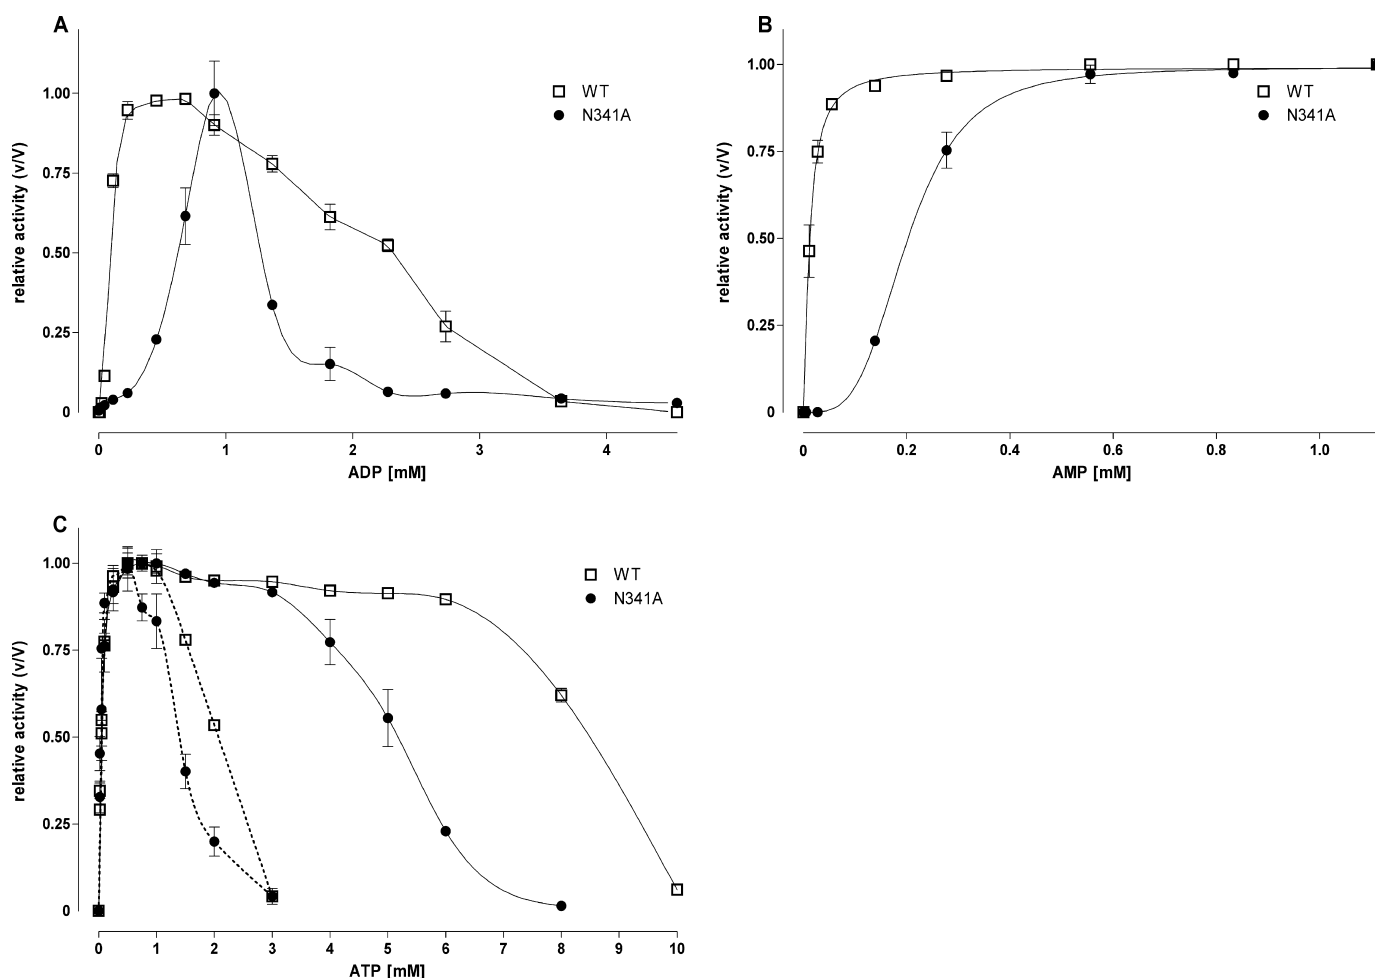 A
1.00
0.75
0.50
0.25
0
relative activity (v/V)
WT
N341A
0 1 2 3 4
ADP [mM]
B
1.00
0.75
0.50
0.25
0
relative activity (v/V)
WT
N341A
0 0.2 0.4 0.6 0.8 1.0
AMP [mM]
C
1.00
0.75
0.50
0.25
0
relative activity (v/V)
WT
N341A
0 1 2 3 4 5 6 7 8 9 10
ATP [mM]